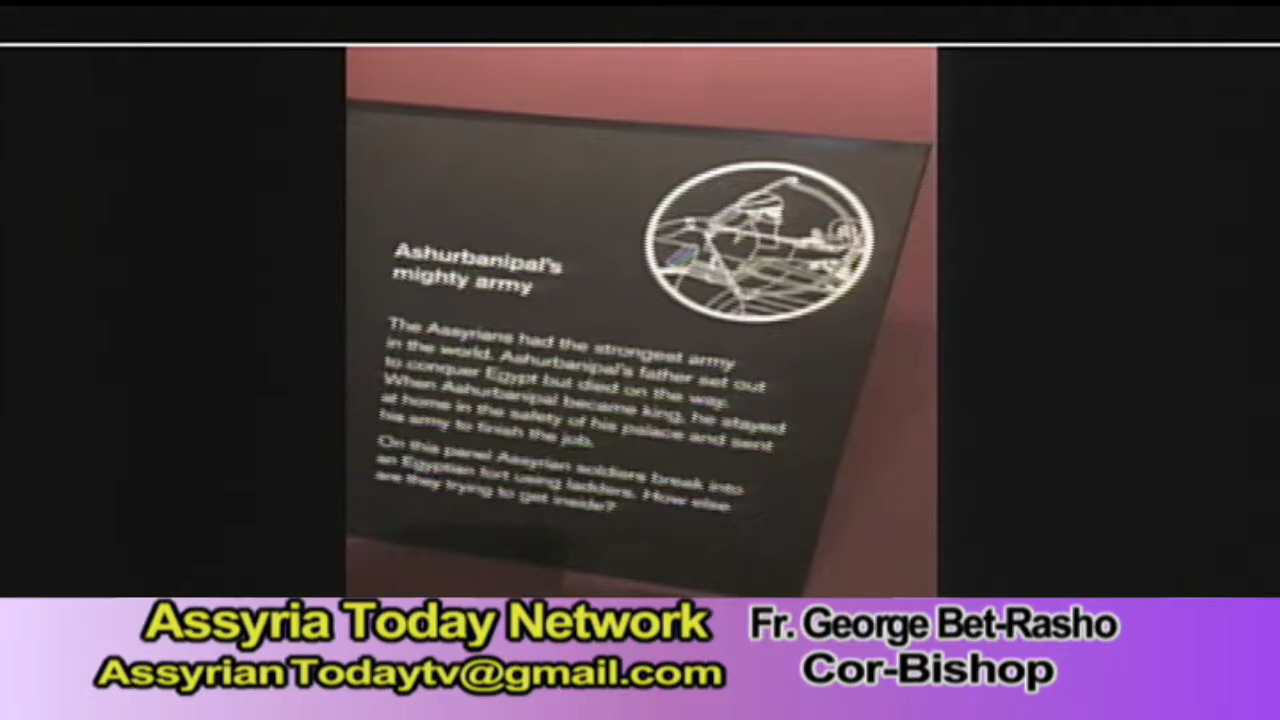 Ashurbanipal's
mighty army
The Assyrians had the strongest army
in the world. Ashurbanipal's father set out
to conquer Egypt but died on the way.
When Ashurbanipal became king, he stayed
at home in the safety of his palace and sent
his army to finish the job.
On this panel Assyrian soldiers break into
an Egyptian fort using ladders. How else
are they trying to get inside?
Assyria Today Network
AssyrianTodaytv@gmail.com
Fr. George Bet-Rasho
Cor-Bishop